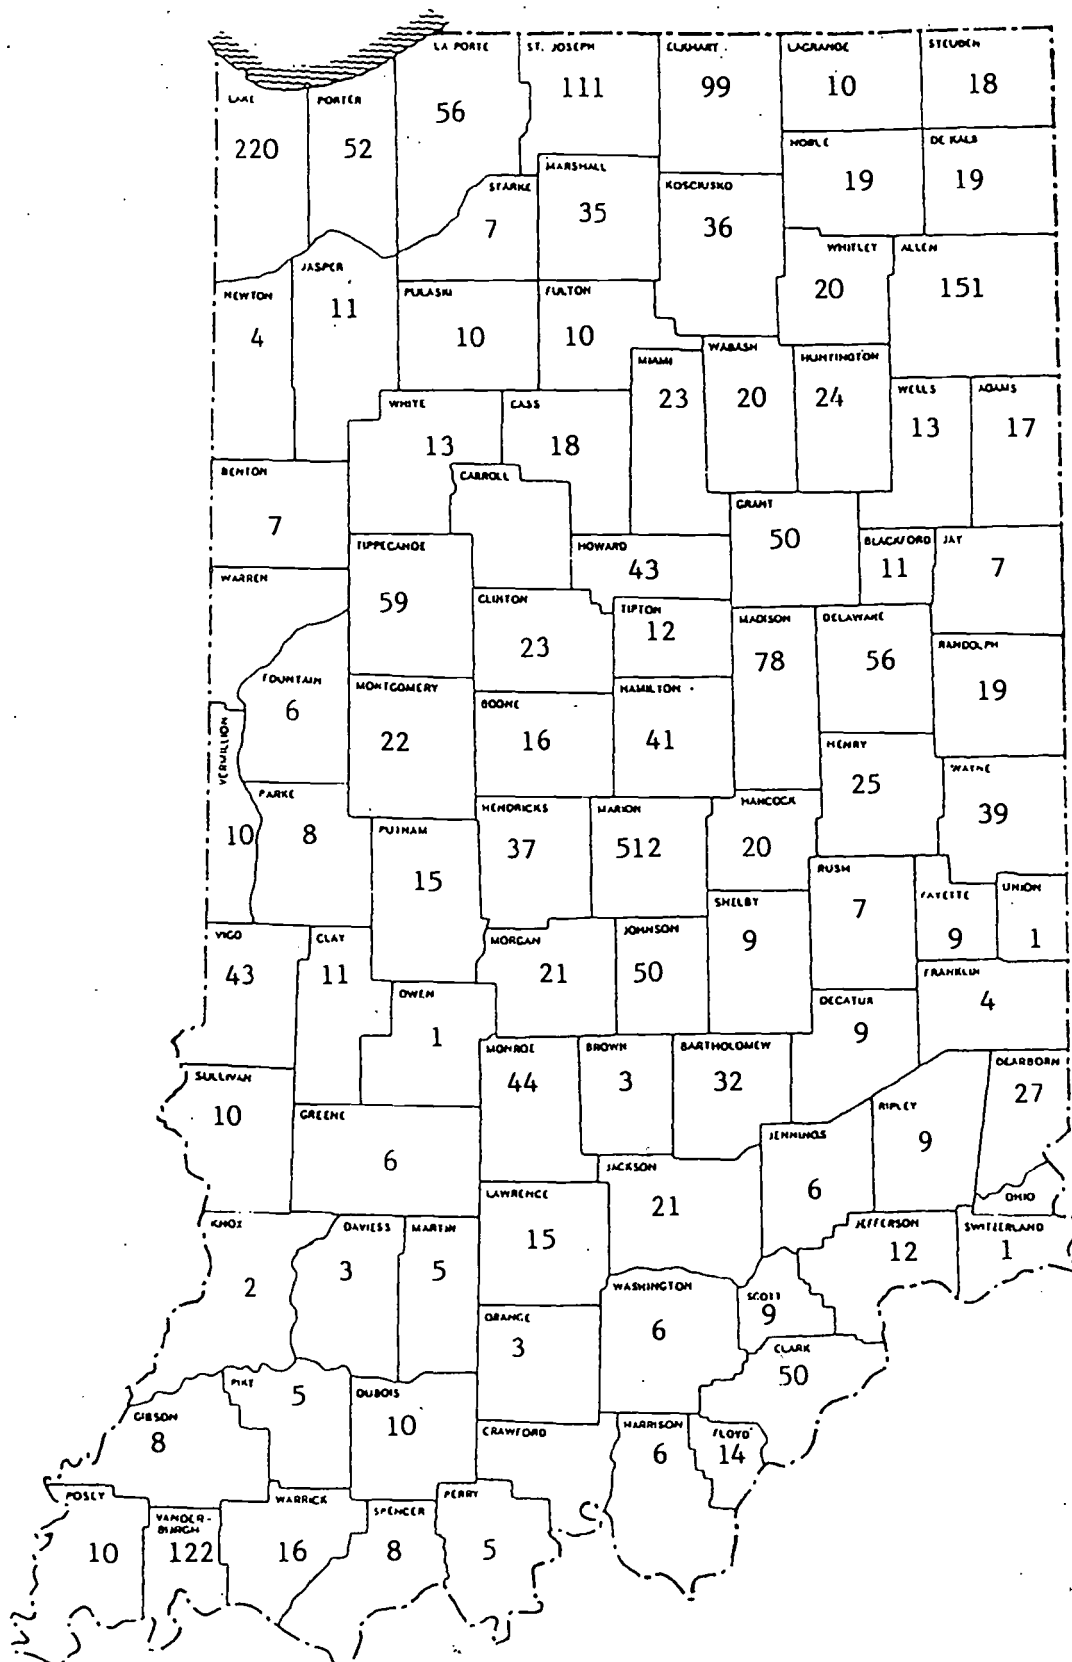 LA PORTE
56
ST. JOSEPH
111
ELKHART
99
LAGRANGE
10
STEUBEN
18
LAKE
220
PORTER
52
NOBLE
19
DE KALB
19
MARSHALL
35
STARKE
7
KOSCIUSKO
36
WHITLEY
20
ALLEN
151
NEWTON
4
JASPER
11
PULASKI
10
FULTON
10
MIAMI
23
WABASH
20
HUNTINGTON
24
WELLS
13
ADAMS
17
WHITE
13
CASS
18
CARROLL
BENTON
7
GRANT
50
BLACKFORD
11
JAY
7
TIPPECANOE
59
HOWARD
43
WARREN
CLINTON
23
TIPTON
12
MADISON
78
DELAWARE
56
RANDOLPH
19
FOUNTAIN
6
MONTGOMERY
22
BOONE
16
HAMILTON
41
HENRY
25
WAYNE
39
VERMILLION
10
PARKE
8
PUTNAM
15
HENDRICKS
37
MARION
512
HANCOCK
20
RUSH
7
FAYETTE
9
UNION
1
SHELBY
9
VIGO
43
CLAY
11
MORGAN
21
JOHNSON
50
FRANKLIN
4
OWEN
1
DECATUR
9
MONROE
44
BROWN
3
BARTHOLOMEW
32
DEARBORN
27
SULLIVAN
10
GREENE
6
RIPLEY
9
JENNINGS
6
JACKSON
21
LAWRENCE
15
OHIO
KNOX
2
DAVIESS
3
MARTIN
5
JEFFERSON
12
SWITZERLAND
1
WASHINGTON
6
SCOTT
9
ORANGE
3
CLARK
50
PIKE
5
DUBOIS
10
GIBSON
8
CRAWFORD
HARRISON
6
FLOYD
14
POSEY
10
VANDER-
BURGH
122
WARRICK
16
SPENCER
8
PERRY
5